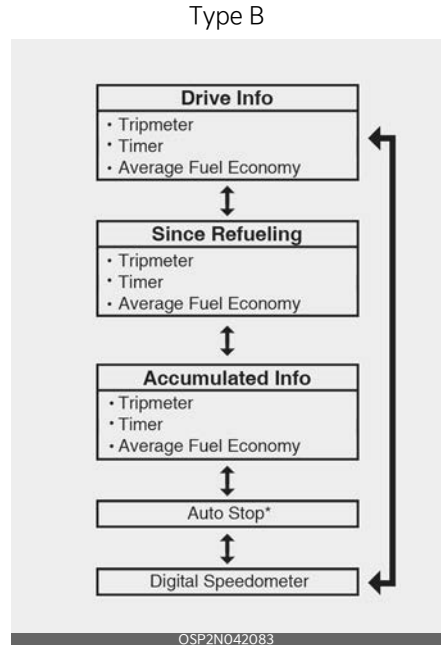 Type B
Drive Info
• Tripmeter
• Timer
• Average Fuel Economy
Since Refueling
• Tripmeter
• Timer
• Average Fuel Economy
Accumulated Info
• Tripmeter
• Timer
• Average Fuel Economy
Auto Stop*
Digital Speedometer
OSP2N042083